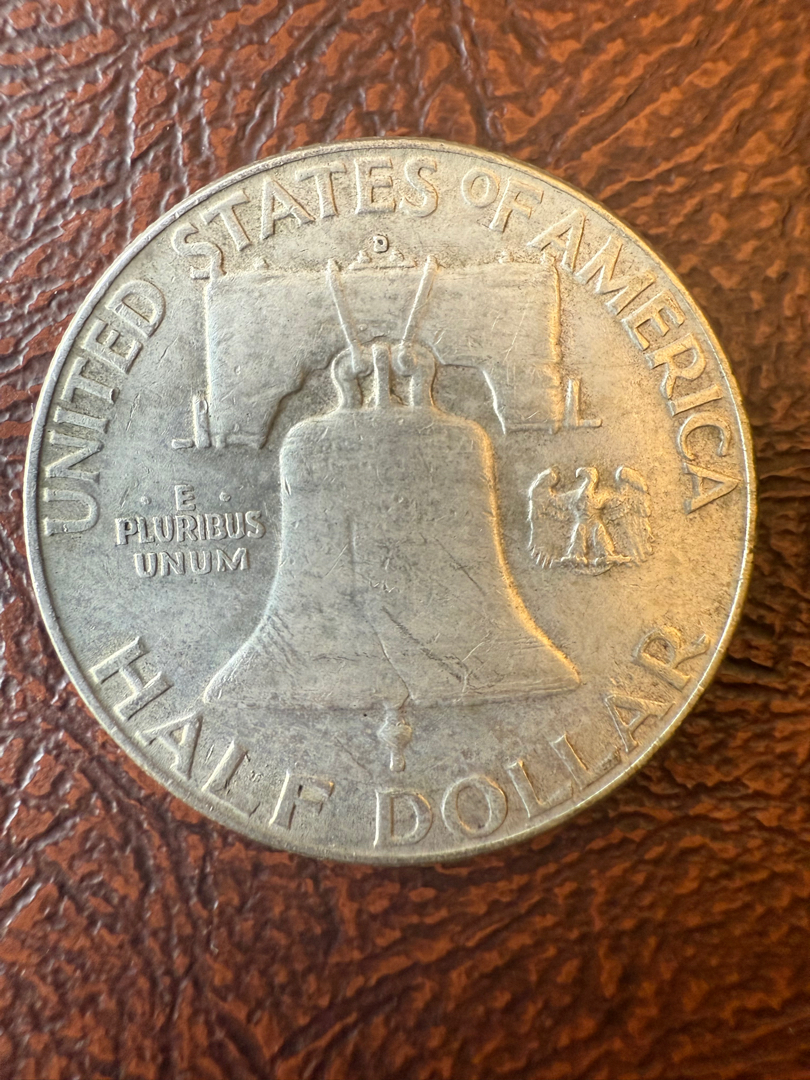 UNITED STATES OF AMERICA
D
· E ·
PLURIBUS
UNUM
HALF DOLLAR